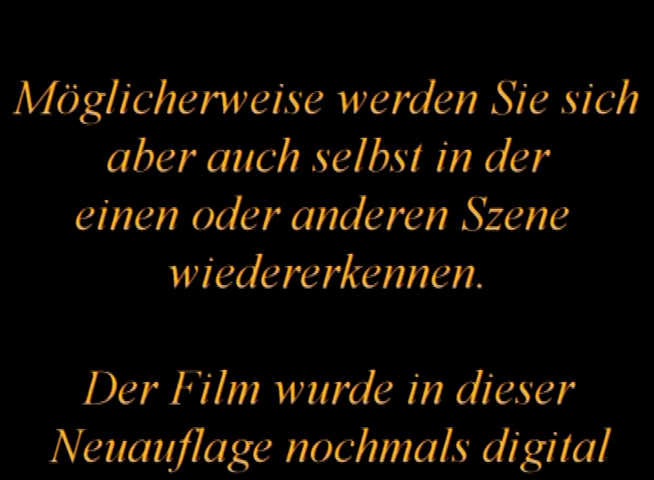 Möglicherweise werden Sie sich
aber auch selbst in der
einen oder anderen Szene
wiedererkennen.
Der Film wurde in dieser
Neuauflage nochmals digital